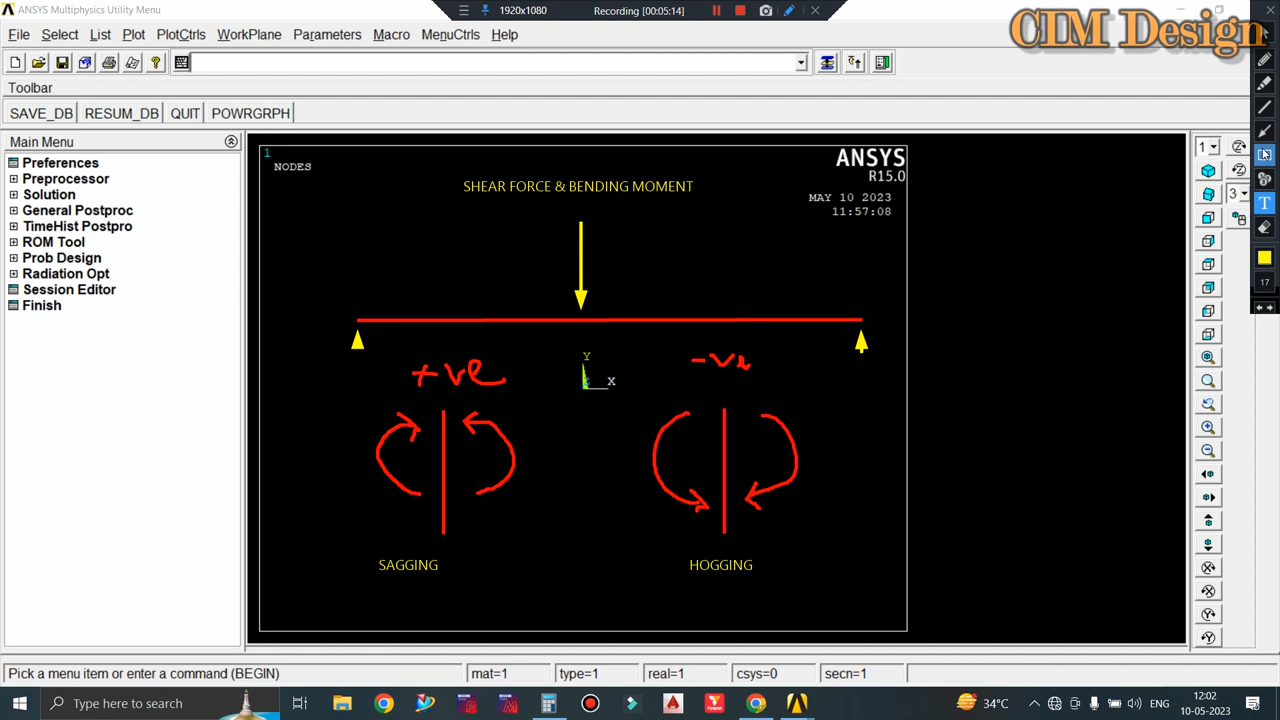 ANSYS Multiphysics Utility Menu
1920x1080
Recording [00:05:14]
CIM Design
File Select List Plot PlotCtrls WorkPlane Parameters Macro MenuCtrls Help
Toolbar
SAVE_DB RESUM_DB QUIT POWRGRPH
Main Menu
Preferences
Preprocessor
Solution
General Postproc
TimeHist Postpro
ROM Tool
Prob Design
Radiation Opt
Session Editor
Finish
1
NODES
ANSYS
R15.0
MAY 10 2023
11:57:08
SHEAR FORCE & BENDING MOMENT
Y
X
+ve
SAGGING
HOGGING
1
3
T
17
Pick a menu item or enter a command (BEGIN)
mat=1
type=1
real=1
csys=0
secn=1
Type here to search
34°C
ENG
12:02
10-05-2023